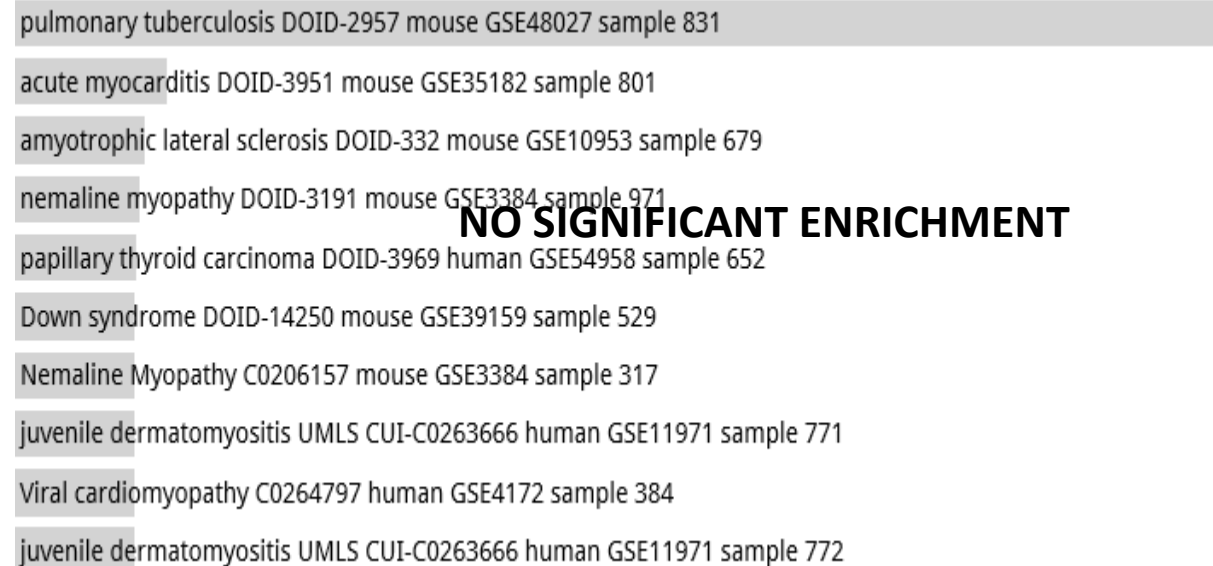 pulmonary tuberculosis DOID-2957 mouse GSE48027 sample 831
acute myocarditis DOID-3951 mouse GSE35182 sample 801
amyotrophic lateral sclerosis DOID-332 mouse GSE10953 sample 679
nemaline myopathy DOID-3191 mouse GSE3384 sample 971
NO SIGNIFICANT ENRICHMENT
papillary thyroid carcinoma DOID-3969 human GSE54958 sample 652
Down syndrome DOID-14250 mouse GSE39159 sample 529
Nemaline Myopathy C0206157 mouse GSE3384 sample 317
juvenile dermatomyositis UMLS CUI-C0263666 human GSE11971 sample 771
Viral cardiomyopathy C0264797 human GSE4172 sample 384
juvenile dermatomyositis UMLS CUI-C0263666 human GSE11971 sample 772